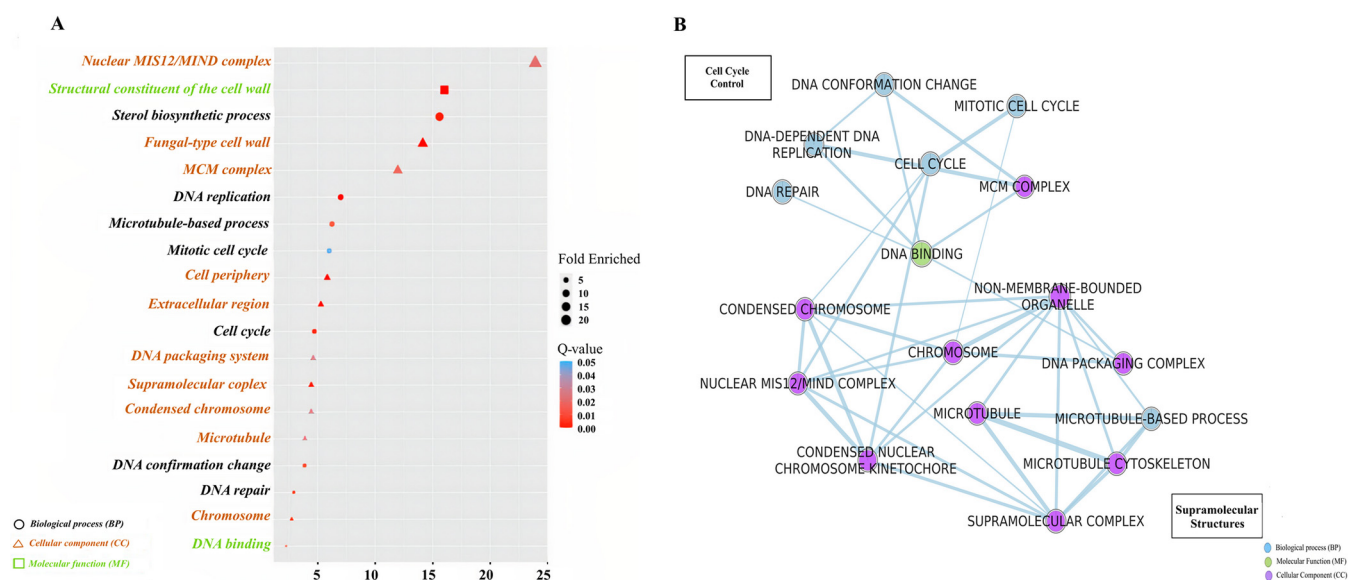 A
Nuclear MIS12/MIND complex
Structural constituent of the cell wall
Sterol biosynthetic process
Fungal-type cell wall
MCM complex
DNA replication
Microtubule-based process
Mitotic cell cycle
Cell periphery
Extracellular region
Cell cycle
DNA packaging system
Supramolecular coplex
Condensed chromosome
Microtubule
DNA confirmation change
DNA repair
Chromosome
DNA binding
5 10 15 20 25
Fold Enriched
5
10
15
20
Q-value
0.05
0.04
0.03
0.02
0.01
0.00
Biological process (BP)
Cellular component (CC)
Molecular function (MF)
B
Cell Cycle
Control
DNA CONFORMATION CHANGE
MITOTIC CELL CYCLE
DNA-DEPENDENT DNA
REPLICATION
CELL CYCLE
DNA REPAIR
MCM COMPLEX
DNA BINDING
NON-MEMBRANE-BOUNDED
ORGANELLE
CONDENSED CHROMOSOME
CHROMOSOME
DNA PACKAGING COMPLEX
NUCLEAR MIS12/MIND COMPLEX
MICROTUBULE
MICROTUBULE-BASED PROCESS
CONDENSED NUCLEAR
CHROMOSOME KINETOCHORE
MICROTUBULE CYTOSKELETON
SUPRAMOLECULAR COMPLEX
Supramolecular
Structures
Biological process (BP)
Molecular Function (MF)
Cellular Component (CC)